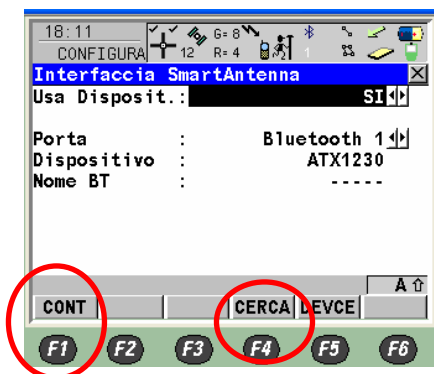 18:11
G= 8
CONFIGURA
12 R= 4 1
Interfaccia SmartAntenna
Usa Disposit.: SI
Porta : Bluetooth 1
Dispositivo : ATX1230
Nome BT : -----
A
CONT CERCA DEVCE
F1 F2 F3 F4 F5 F6